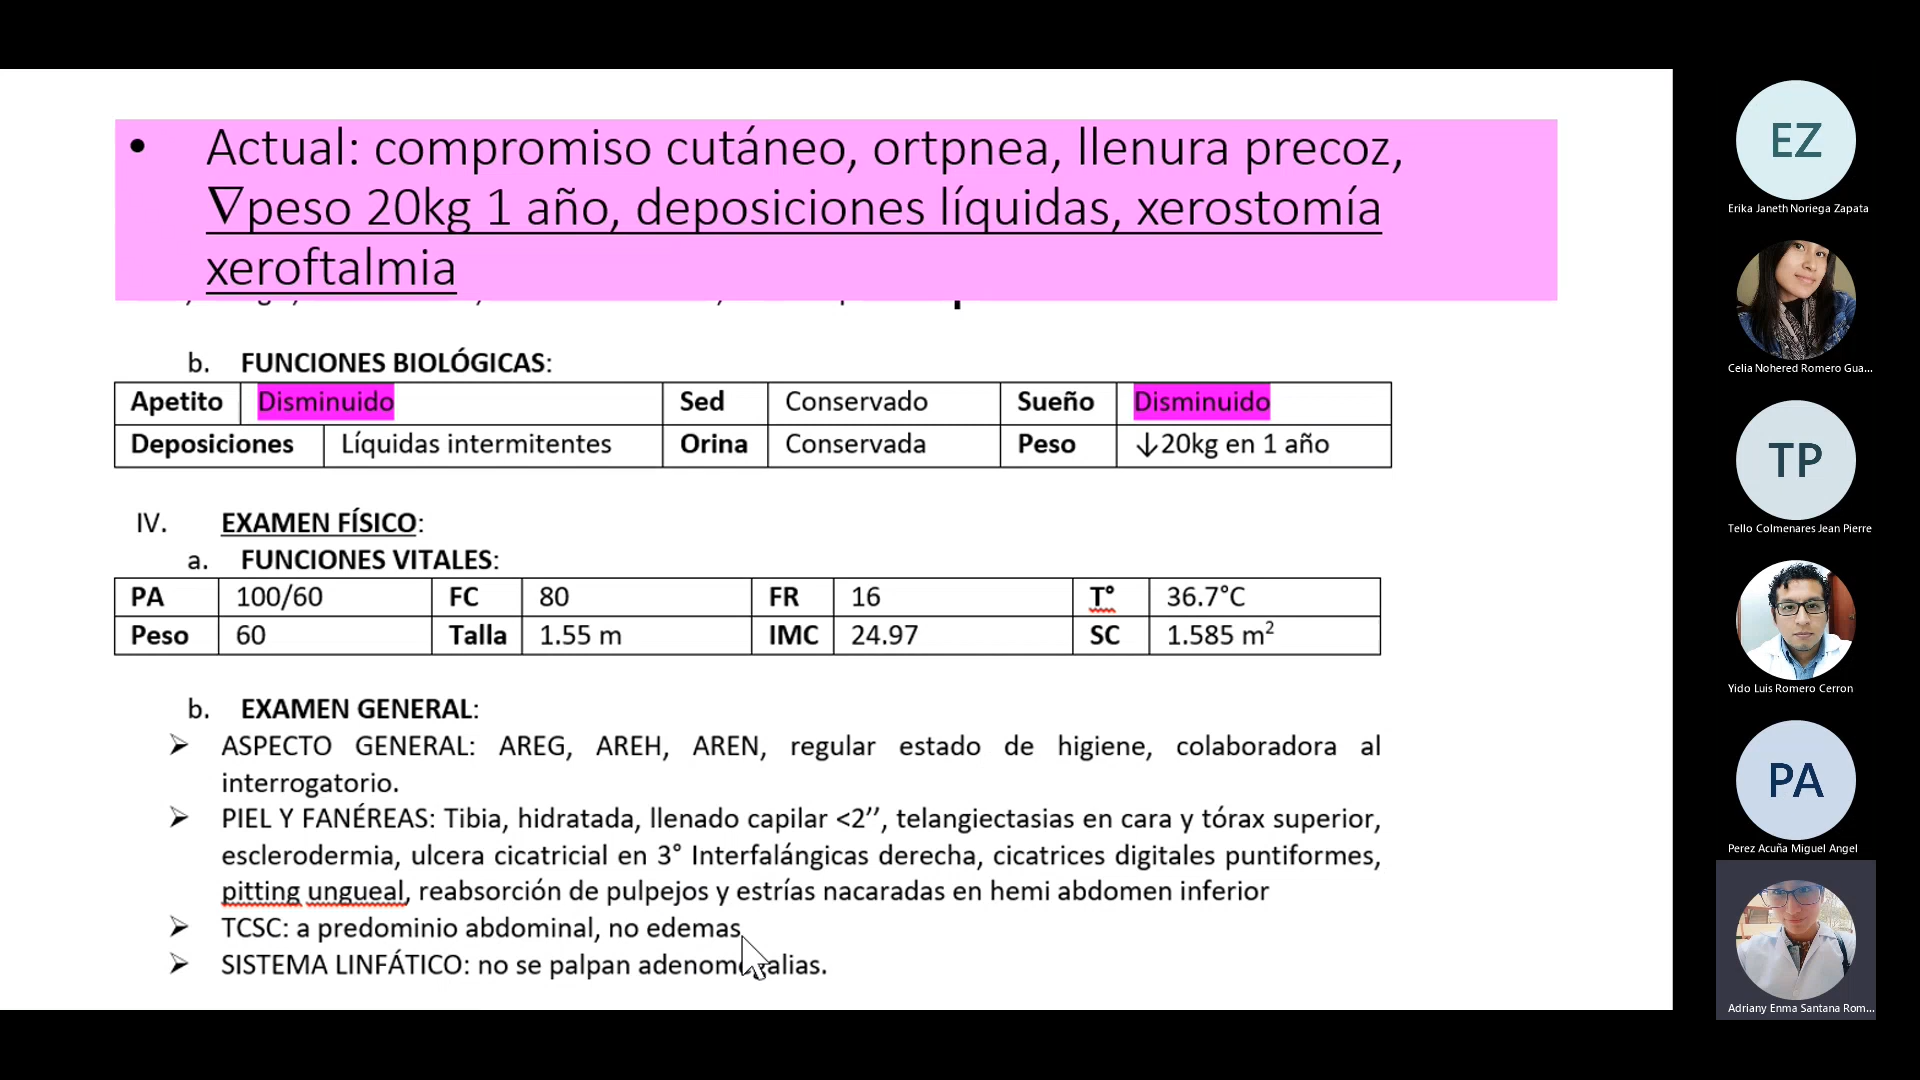 • Actual: compromiso cutáneo, ortpnea, llenura precoz,
∇peso 20kg 1 año, deposiciones líquidas, xerostomía
xeroftalmia
b. FUNCIONES BIOLÓGICAS:
Apetito Disminuido Sed Conservado Sueño Disminuido
Deposiciones Líquidas intermitentes Orina Conservada Peso ↓20kg en 1 año
IV. EXAMEN FÍSICO:
a. FUNCIONES VITALES:
PA 100/60 FC 80 FR 16 T° 36.7°C
Peso 60 Talla 1.55 m IMC 24.97 SC 1.585 m²
b. EXAMEN GENERAL:
➢ ASPECTO GENERAL: AREG, AREH, AREN, regular estado de higiene, colaboradora al
interrogatorio.
➢ PIEL Y FANÉREAS: Tibia, hidratada, llenado capilar <2’’, telangiectasias en cara y tórax superior,
esclerodermia, ulcera cicatricial en 3° Interfalángicas derecha, cicatrices digitales puntiformes,
pitting ungueal, reabsorción de pulpejos y estrías nacaradas en hemi abdomen inferior
➢ TCSC: a predominio abdominal, no edemas
➢ SISTEMA LINFÁTICO: no se palpan adenomegalias.
EZ
Erika Janeth Noriega Zapata
Celia Nohered Romero Gua...
TP
Tello Colmenares Jean Pierre
Yido Luis Romero Cerron
PA
Perez Acuña Miguel Angel
Adriany Enma Santana Rom...